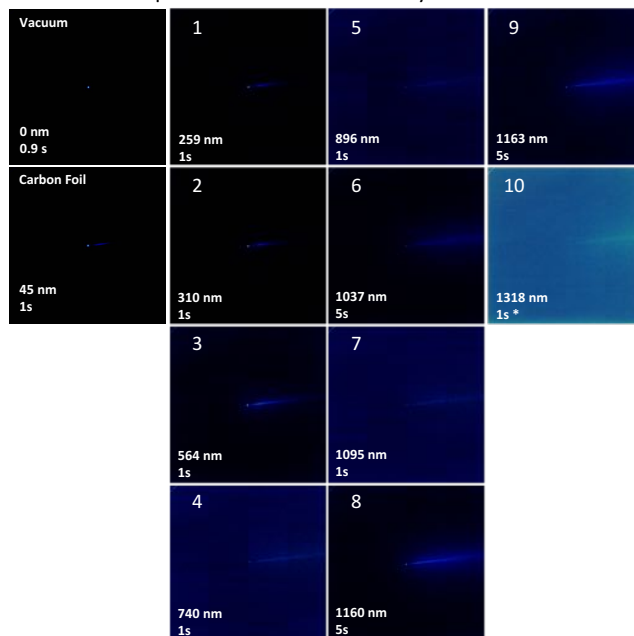 Vacuum
0 nm
0.9 s
Carbon Foil
45 nm
1s
1
259 nm
1s
2
310 nm
1s
3
564 nm
1s
4
740 nm
1s
5
896 nm
1s
6
1037 nm
5s
7
1095 nm
1s
8
1160 nm
5s
9
1163 nm
5s
10
1318 nm
1s *